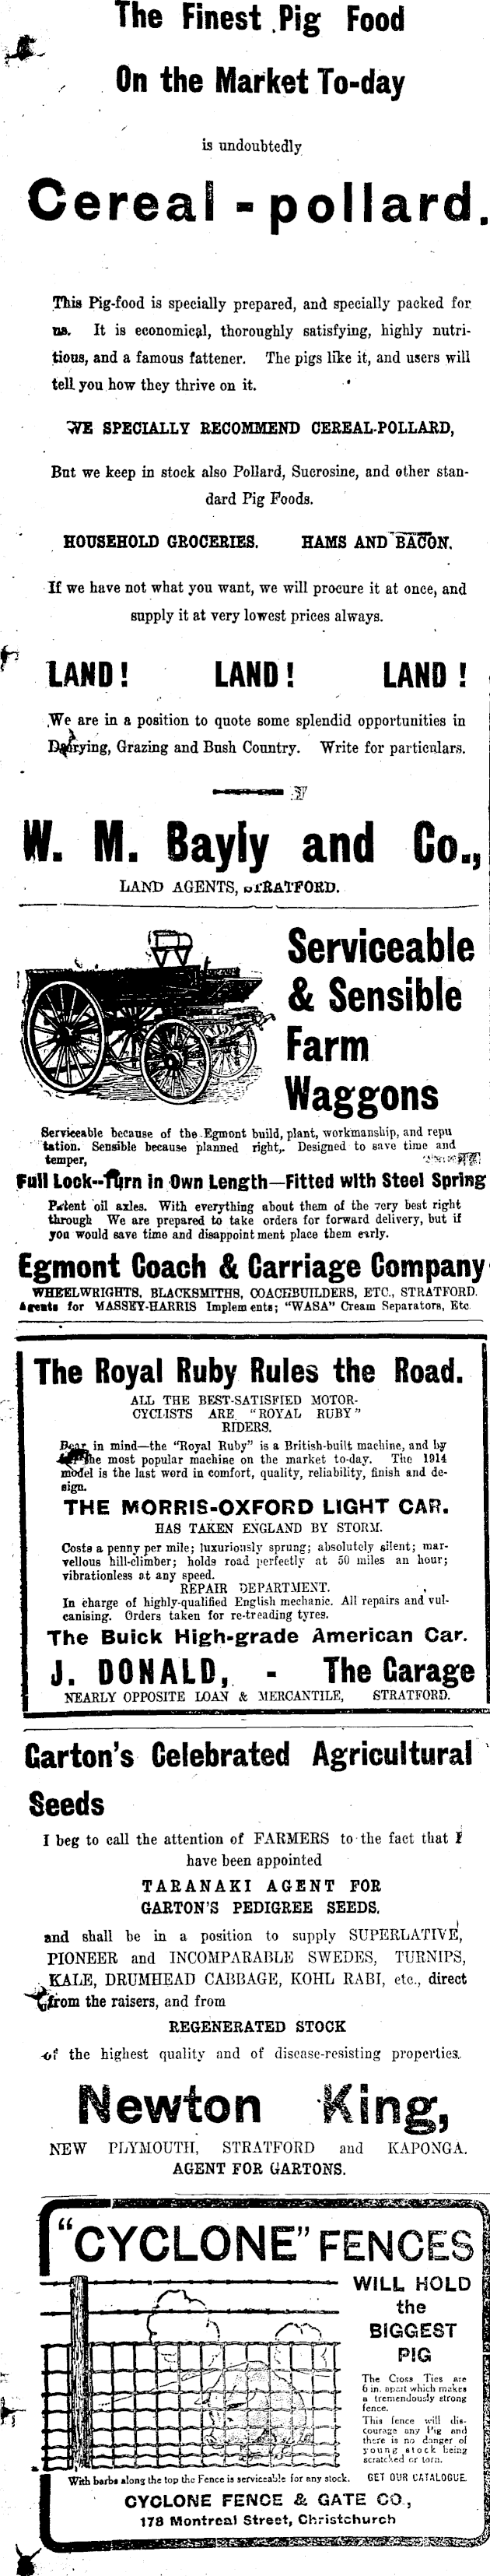 The Finest Pig Food
On the Market To-day
is undoubtedly
Cereal-pollard.
This Pig-food is specially prepared, and specially packed for
us. It is economical, thoroughly satisfying, highly nutri-
tious, and a famous fattener. The pigs like it, and users will
tell you how they thrive on it.
WE SPECIALLY RECOMMEND CEREAL-POLLARD,
But we keep in stock also Pollard, Sucrosine, and other stan-
dard Pig Foods.
HOUSEHOLD GROCERIES. HAMS AND BACON.
If we have not what you want, we will procure it at once, and
supply it at very lowest prices always.
LAND! LAND! LAND!
We are in a position to quote some splendid opportunities in
Dairying, Grazing and Bush Country. Write for particulars.
W. M. Bayly and Co.,
LAND AGENTS, STRATFORD.
Serviceable
& Sensible
Farm
Waggons
Serviceable because of the Egmont build, plant, workmanship, and repu
tation. Sensible because planned right,. Designed to save time and
temper,
Full Lock--Turn in Own Length—Fitted with Steel Spring
Patent oil axles. With everything about them of the very best right
through We are prepared to take orders for forward delivery, but if
you would save time and disappointment place them early.
Egmont Coach & Carriage Company
WHEELWRIGHTS, BLACKSMITHS, COACHBUILDERS, ETC., STRATFORD.
Agents for MASSEY-HARRIS Implements; "WASA" Cream Separators, Etc
The Royal Ruby Rules the Road.
ALL THE BEST-SATISFIED MOTOR-
CYCLISTS ARE "ROYAL RUBY"
RIDERS.
Bear in mind—the "Royal Ruby" is a British-built machine, and by
the most popular machine on the market to-day. The 1914
model is the last word in comfort, quality, reliability, finish and de-
sign.
THE MORRIS-OXFORD LIGHT CAR.
HAS TAKEN ENGLAND BY STORM.
Costs a penny per mile; luxuriously sprung; absolutely silent; mar-
vellous hill-climber; holds road perfectly at 50 miles an hour;
vibrationless at any speed.
REPAIR DEPARTMENT.
In charge of highly-qualified English mechanic. All repairs and vul-
canising. Orders taken for re-treading tyres.
The Buick High-grade American Car.
J. DONALD, - The Garage
NEARLY OPPOSITE LOAN & MERCANTILE, STRATFORD.
Garton's Celebrated Agricultural
Seeds
I beg to call the attention of FARMERS to the fact that I
have been appointed
TARANAKI AGENT FOR
GARTON'S PEDIGREE SEEDS,
and shall be in a position to supply SUPERLATIVE,
PIONEER and INCOMPARABLE SWEDES, TURNIPS,
KALE, DRUMHEAD CABBAGE, KOHL RABI, etc., direct
from the raisers, and from
REGENERATED STOCK
of the highest quality and of disease-resisting properties.
Newton King,
NEW PLYMOUTH, STRATFORD and KAPONGA.
AGENT FOR GARTONS.
"CYCLONE" FENCES
WILL HOLD
the
BIGGEST
PIG
The Cross Ties are
6 in. apart which makes
a tremendously strong
fence.
This fence will dis-
courage any Pig and
there is no danger of
young stock being
scratched or torn.
With barbs along the top the Fence is serviceable for any stock. GET OUR CATALOGUE.
CYCLONE FENCE & GATE CO.,
178 Montreal Street, Christchurch